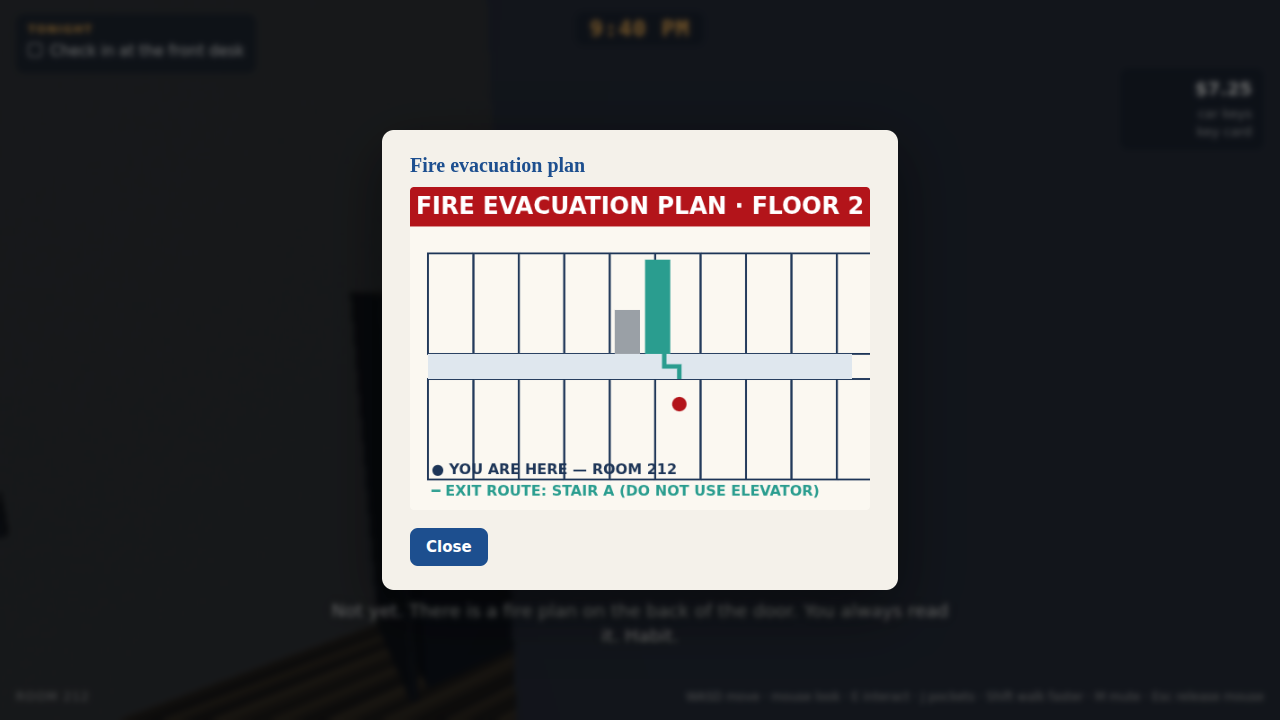 TONIGHT
Check in at the front desk
9:40 PM
$7.25
car keys
key card
Fire evacuation plan
FIRE EVACUATION PLAN · FLOOR 2
● YOU ARE HERE — ROOM 212
━ EXIT ROUTE: STAIR A (DO NOT USE ELEVATOR)
Close
Not yet. There is a fire plan on the back of the door. You always read
it. Habit.
ROOM 212
WASD move · mouse look · E interact · J pockets · Shift walk faster · M mute · Esc release mouse